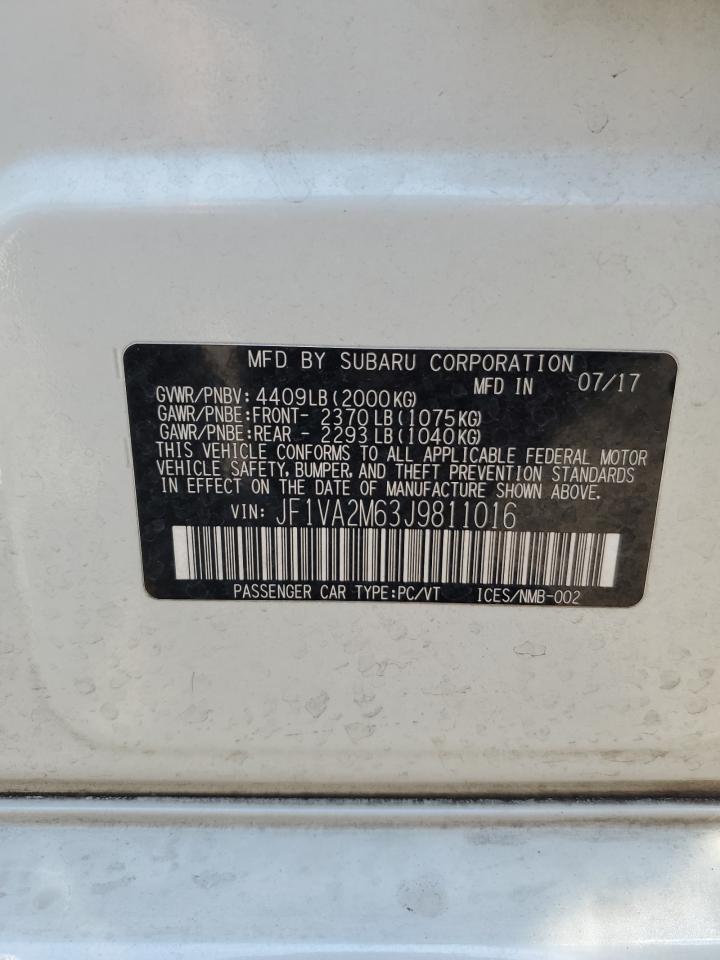 MFD BY SUBARU CORPORATION
MFD IN 07/17
GVWR/PNBV: 4409LB(2000KG)
GAWR/PNBE:FRONT- 2370LB(1075KG)
GAWR/PNBE:REAR - 2293LB(1040KG)
THIS VEHICLE CONFORMS TO ALL APPLICABLE FEDERAL MOTOR
VEHICLE SAFETY, BUMPER, AND THEFT PREVENTION STANDARDS
IN EFFECT ON THE DATE OF MANUFACTURE SHOWN ABOVE.
VIN: JF1VA2M63J9811016
PASSENGER CAR TYPE:PC/VT ICES/NMB-002